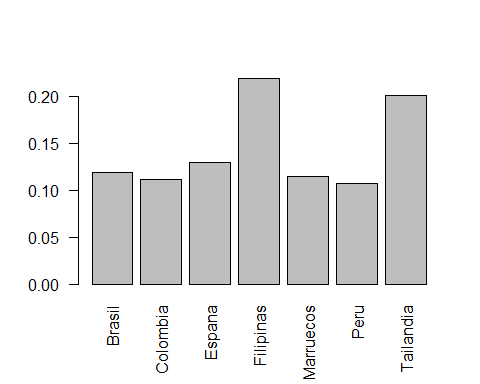 0.20
0.15
0.10
0.05
0.00
Brasil
Colombia
Espana
Filipinas
Marruecos
Peru
Tailandia